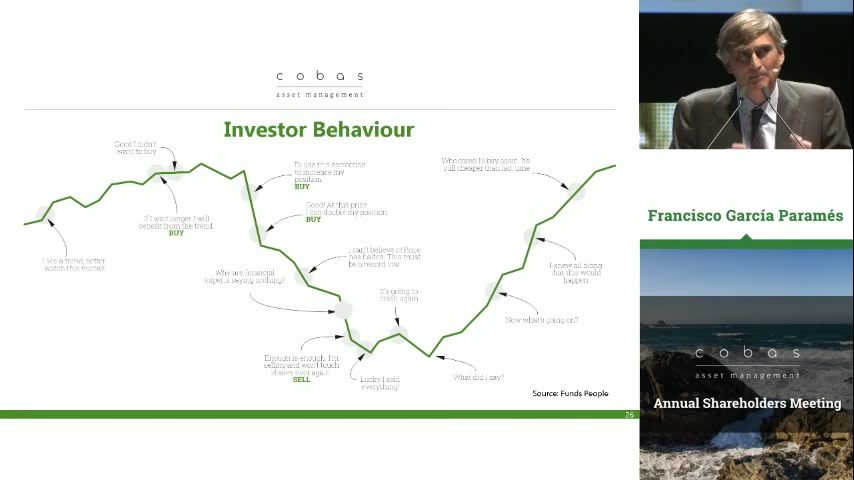 cobas
asset management
Investor Behaviour
Good I didn't
want to buy
I'll use this correction
to increase my
position.
BUY
Who cares! I'll buy again. It's
still cheaper than last time
Good! At this price
I can double my position.
BUY
If I wait longer I will
benefit from the trend.
BUY
I see a trend, better
watch this market
I can't believe it! Price
has halted. This must
be a record low
Why are financial
experts saying nothing?
It's going to
crash again
I knew all along
that this would
happen
Now what's going on?
Enough is enough, I'm
selling and won't touch
shares ever again.
SELL
Lucky I sold
everything!
What did I say?
Source: Funds People
26
Francisco García Paramés
cobas
asset management
Annual Shareholders Meeting